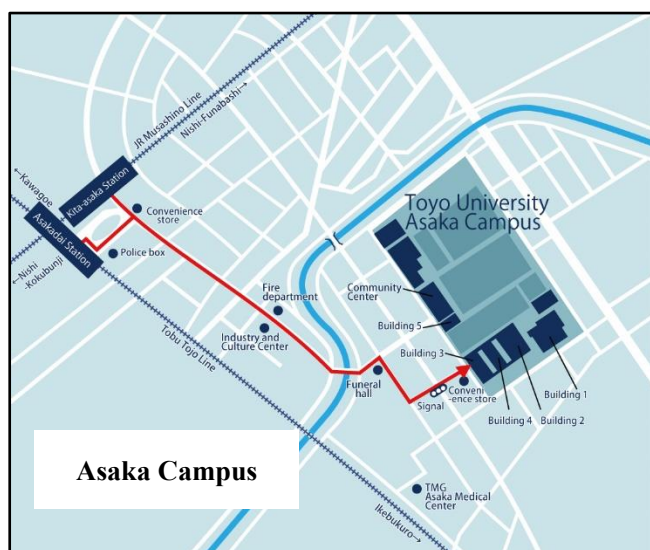 JR Musashino Line
Nishi-Funabashi→
←Kawagoe
Kita-asaka Station
Asakadai Station
Convenience
store
Police box
←Nishi
-Kokubunji
Toyo University
Asaka Campus
Fire
department
Community
Center
Industry and
Culture Center
Building 5
Tobu Tojo Line
Building 3
Funeral
hall
Conveni
-ence store
Signal
Building 1
Building 2
Building 4
Asaka Campus
TMG
Asaka Medical
Center
Ikebukuro→